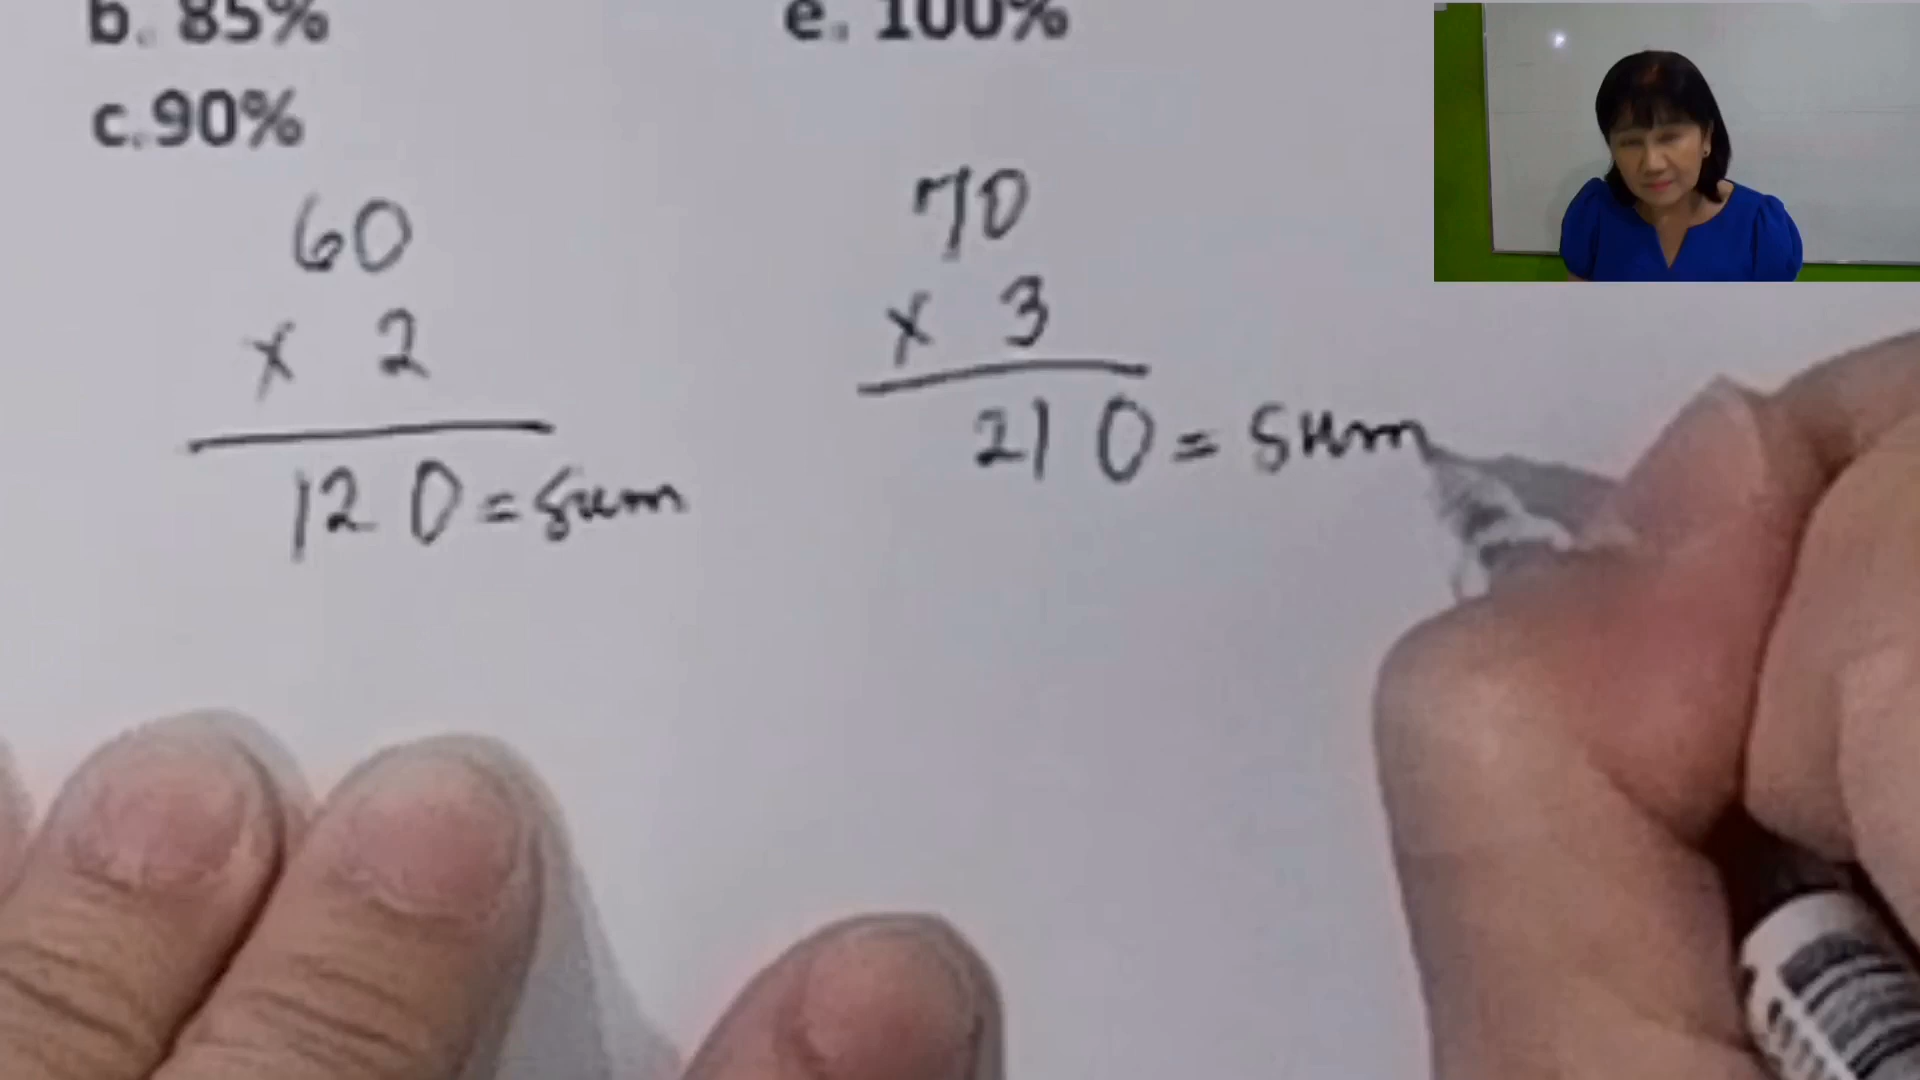 b. 85%
e. 100%
c. 90%
60
x 2
120 = sum
70
x 3
210 = sum